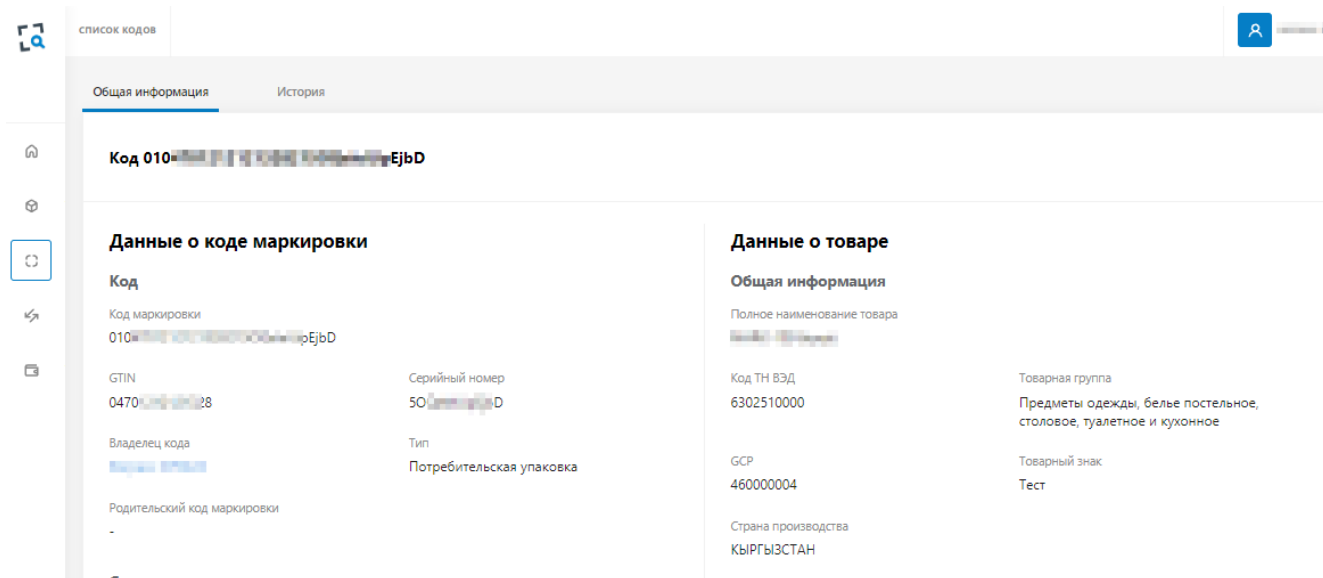 список кодов
Общая информация
История
Код 010 EjbD
Данные о коде маркировки
Код
Код маркировки
010 pEjbD
GTIN
Серийный номер
0470 28
5O D
Владелец кода
Тип
Потребительская упаковка
Родительский код маркировки
-
Данные о товаре
Общая информация
Полное наименование товара
Код ТН ВЭД
Товарная группа
6302510000
Предметы одежды, белье постельное,
столовое, туалетное и кухонное
GCP
Товарный знак
460000004
Тест
Страна производства
КЫРГЫЗСТАН